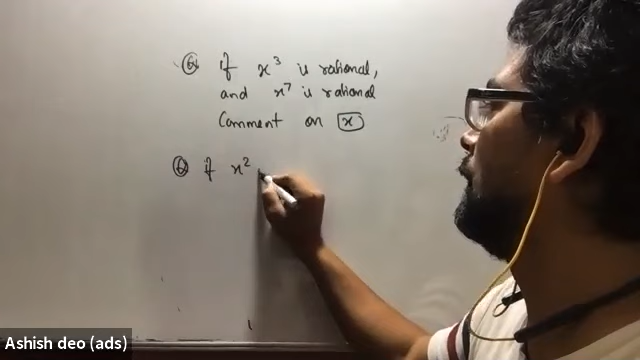 Q. if x³ is rational,
and x⁷ is rational
Comment on x
Q if x²
Ashish deo (ads)